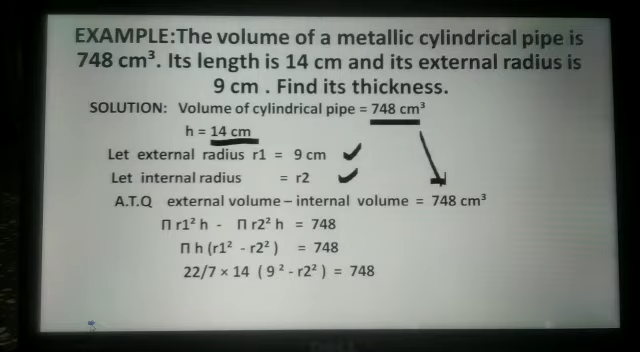 EXAMPLE:The volume of a metallic cylindrical pipe is
748 cm³. Its length is 14 cm and its external radius is
9 cm . Find its thickness.
SOLUTION: Volume of cylindrical pipe = 748 cm³
h = 14 cm
Let external radius r1 = 9 cm
Let internal radius = r2
A.T.Q external volume – internal volume = 748 cm³
Π r1² h - Π r2² h = 748
Π h (r1² - r2² ) = 748
22/7 × 14 ( 9 ² - r2² ) = 748